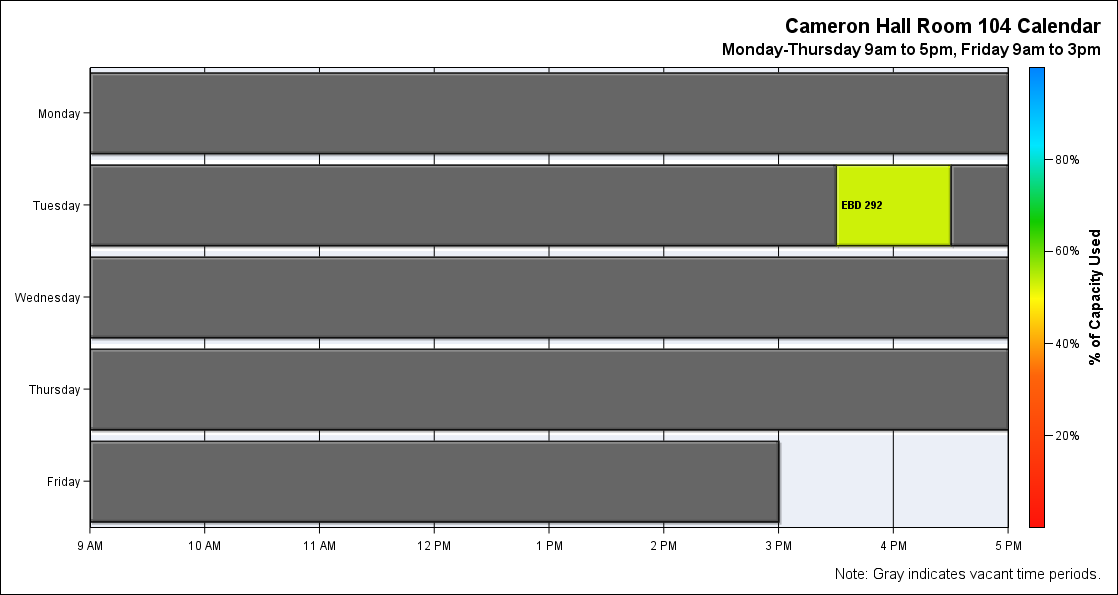 Cameron Hall Room 104 Calendar
Monday-Thursday 9am to 5pm, Friday 9am to 3pm
Monday
Tuesday
EBD 292
Wednesday
Thursday
Friday
9 AM 10 AM 11 AM 12 PM 1 PM 2 PM 3 PM 4 PM 5 PM
80%
60%
40%
20%
% of Capacity Used
Note: Gray indicates vacant time periods.